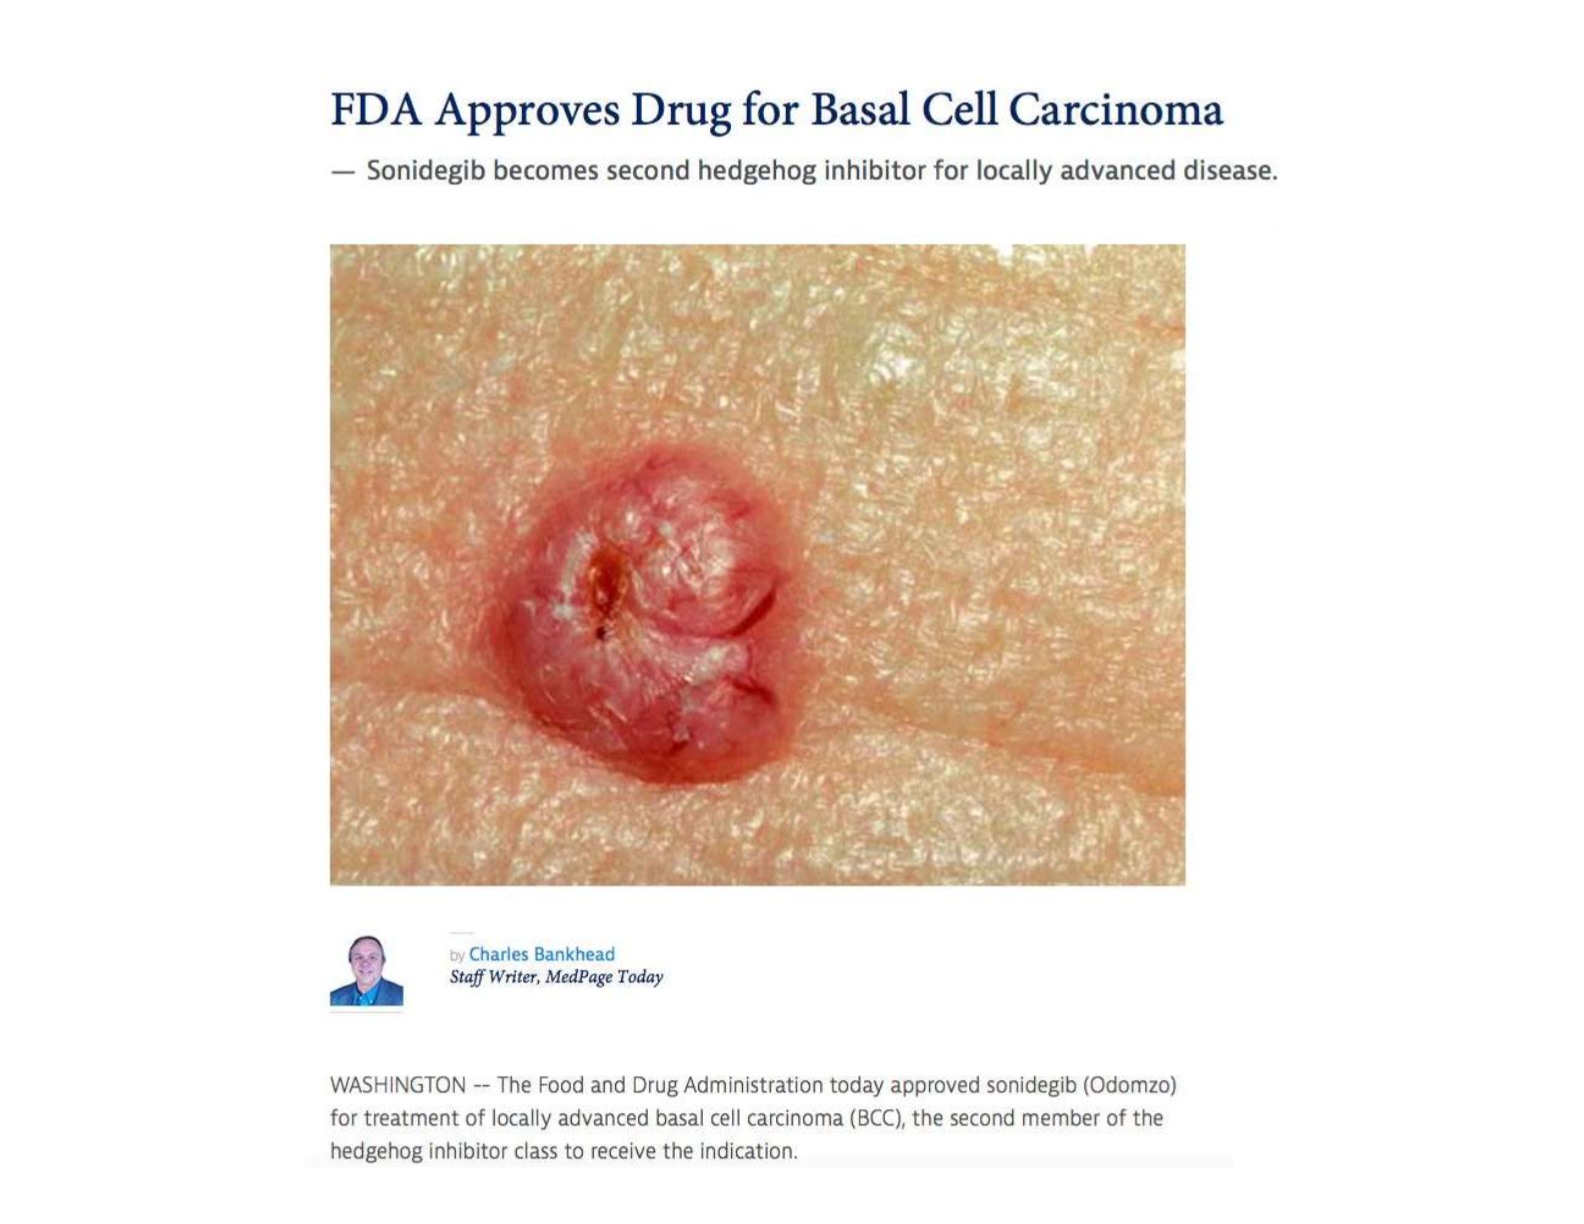 FDA Approves Drug for Basal Cell Carcinoma
— Sonidegib becomes second hedgehog inhibitor for locally advanced disease.
by Charles Bankhead
Staff Writer, MedPage Today
WASHINGTON -- The Food and Drug Administration today approved sonidegib (Odomzo)
for treatment of locally advanced basal cell carcinoma (BCC), the second member of the
hedgehog inhibitor class to receive the indication.